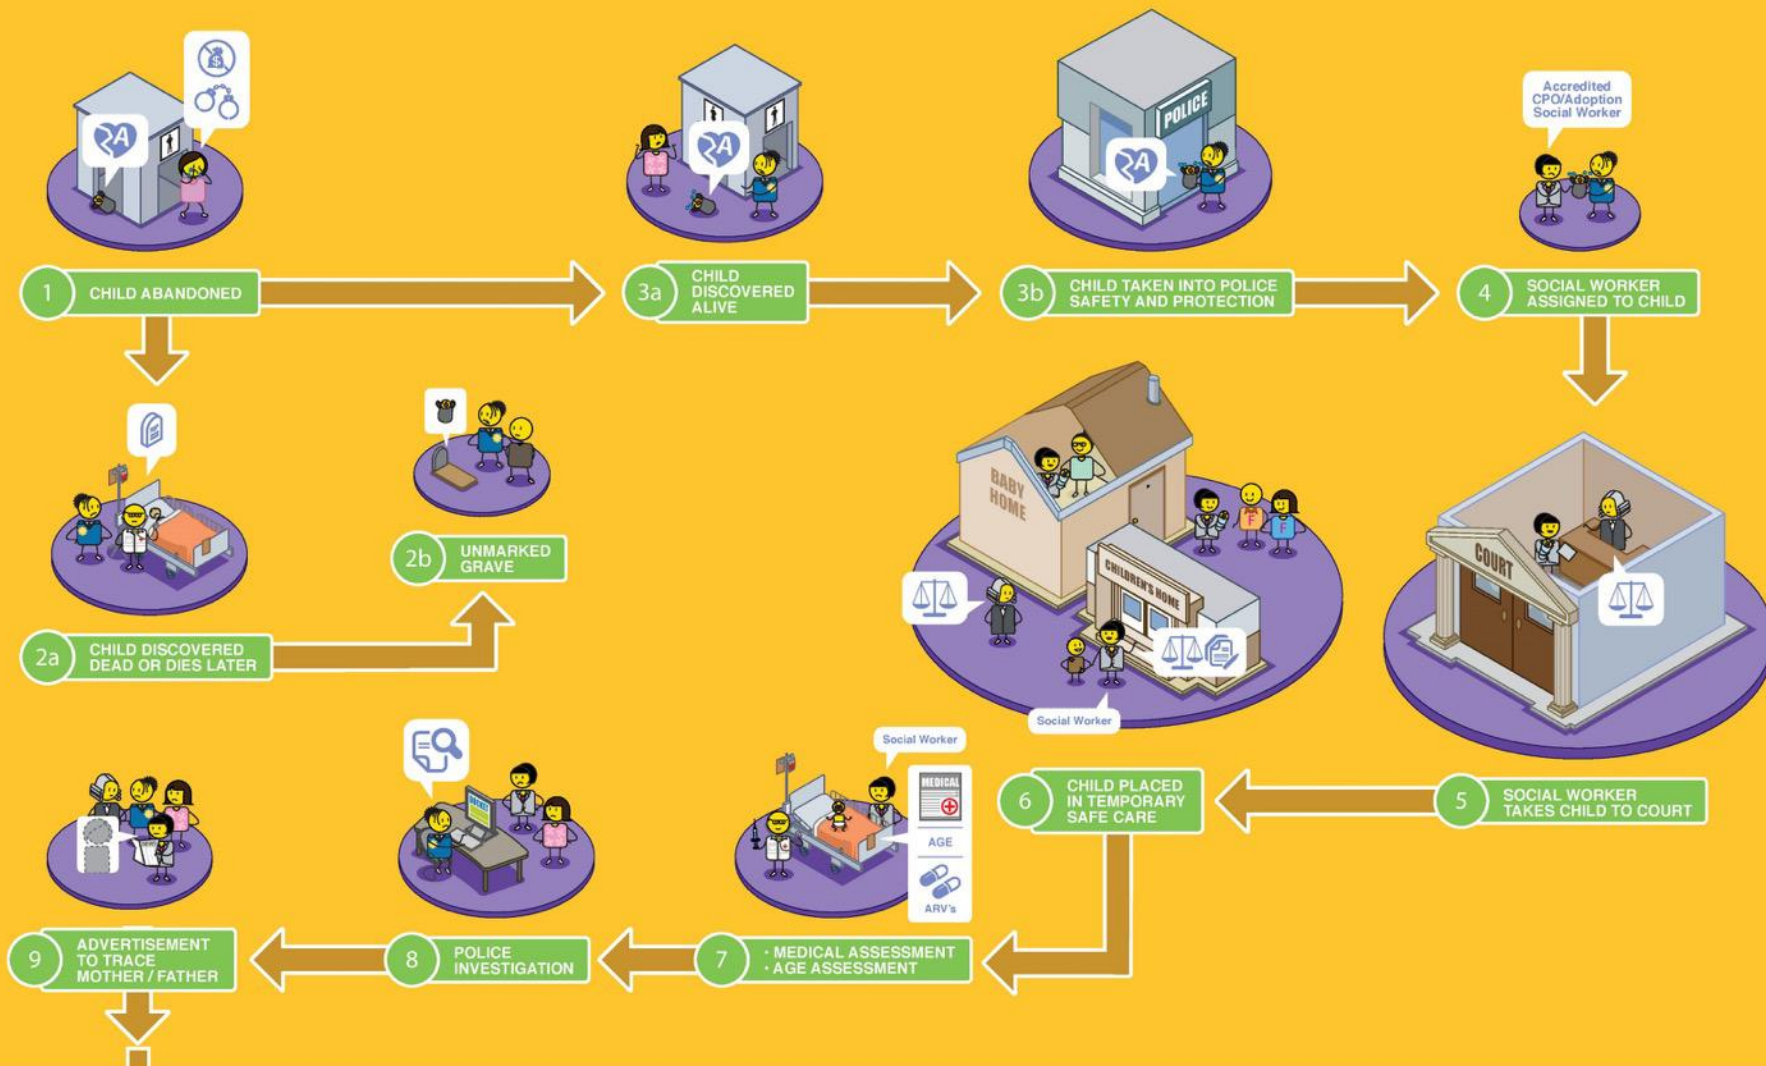 A
A
POLICE
A
Accredited
CPO/Adoption
Social Worker
1
CHILD ABANDONED
3a
CHILD
DISCOVERED
ALIVE
3b
CHILD TAKEN INTO POLICE
SAFETY AND PROTECTION
4
SOCIAL WORKER
ASSIGNED TO CHILD
2b
UNMARKED
GRAVE
2a
CHILD DISCOVERED
DEAD OR DIES LATER
BABY
HOME
F
F
CHILDREN'S HOME
Social Worker
COURT
6
CHILD PLACED
IN TEMPORARY
SAFE CARE
5
SOCIAL WORKER
TAKES CHILD TO COURT
DOCKET
Social Worker
MEDICAL
AGE
ARV's
9
ADVERTISEMENT
TO TRACE
MOTHER / FATHER
8
POLICE
INVESTIGATION
7
• MEDICAL ASSESSMENT
• AGE ASSESSMENT